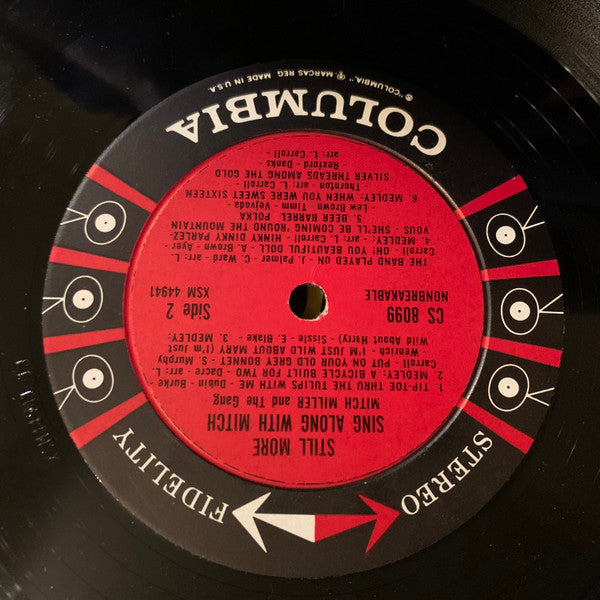 STEREO FIDELITY
STILL MORE
SING ALONG WITH MITCH
MITCH MILLER and The Gang
1. TIP-TOE THRU THE TULIPS WITH ME - Dubin - Burke -
2. MEDLEY: A BICYCLE BUILT FOR TWO - Dacre - arr. L.
Carroll - PUT ON YOUR OLD GREY BONNET - S. Murphy
- Wenrich - I'M JUST WILD ABOUT MARY (I'm Just
Wild About Harry) - Sissle - E. Blake - 3. MEDLEY:
CS 8099
NONBREAKABLE
Side 2
XSM 44941
THE BAND PLAYED ON - J. Palmer - C. Ward - arr: L.
Carroll - OH! YOU BEAUTIFUL DOLL - A. Brown - Ayer -
4. MEDLEY: - arr. L. Carroll - HINKY DINKY PARLEZ-
VOUS - SHE'LL BE COMING 'ROUND THE MOUNTAIN
5. BEER BARREL POLKA
Lew Brown - Timm - Vejvoda -
6. MEDLEY: WHEN YOU WERE SWEET SIXTEEN
- Thornton - arr: L. Carroll -
SILVER THREADS AMONG THE GOLD
- Rexford - Danks -
arr: L. Carroll
COLUMBIA
® "COLUMBIA," MARCAS REG. MADE IN U.S.A.